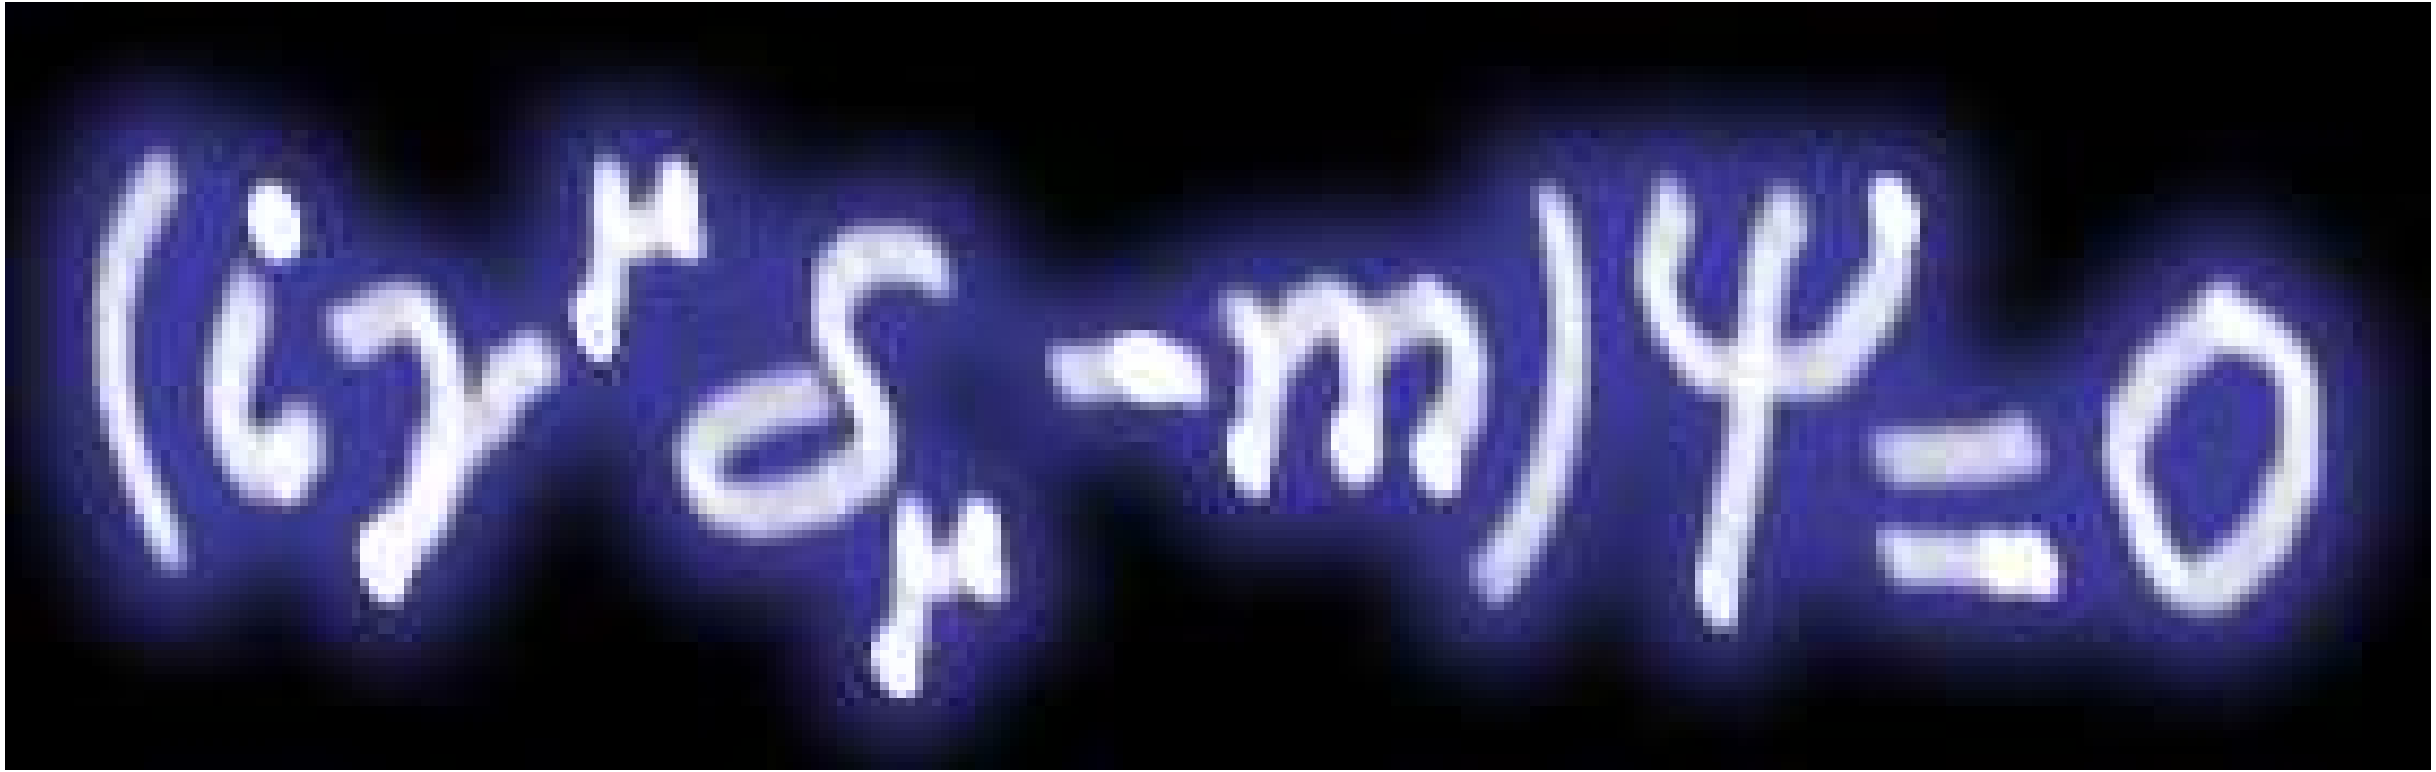 (iγ^μ ∂_μ - m)Ψ = 0